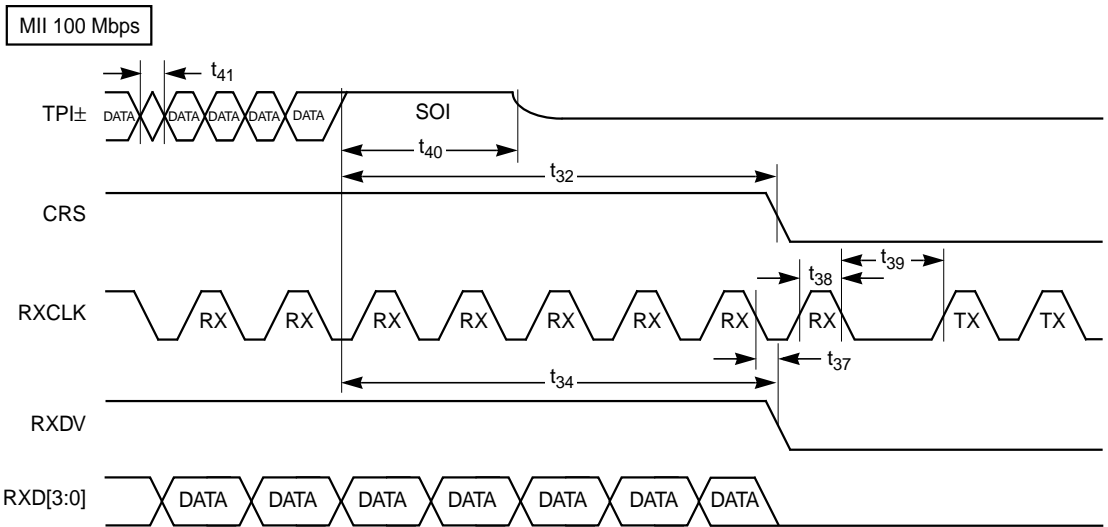 MII 100 Mbps
t41
TPI± DATA DATA DATA DATA DATA SOI
t40
t32
CRS
t38 t39
RXCLK RX RX RX RX RX RX RX RX TX TX
t37
t34
RXDV
RXD[3:0] DATA DATA DATA DATA DATA DATA DATA